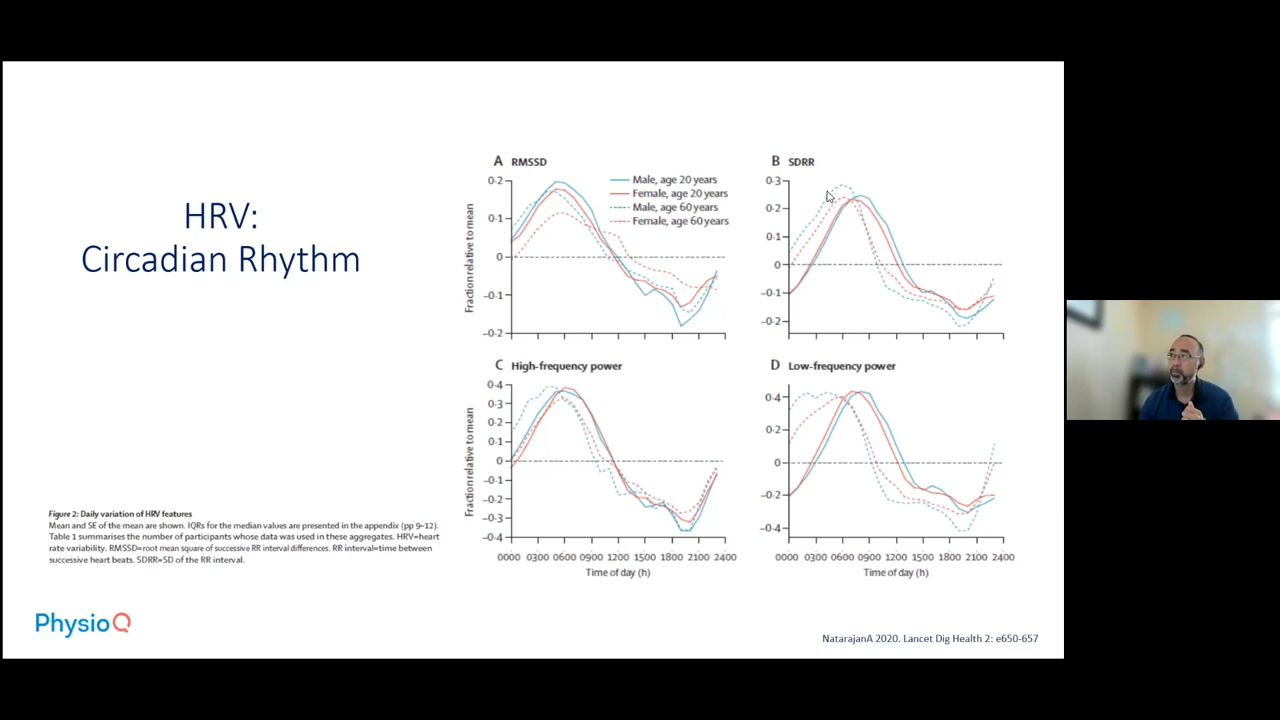 HRV:
Circadian Rhythm
Figure 2: Daily variation of HRV features
Mean and SE of the mean are shown. IQRs for the median values are presented in the appendix (pp 9–12).
Table 1 summarises the number of participants whose data was used in these aggregates. HRV=heart
rate variability. RMSSD=root mean square of successive RR interval differences. RR interval=time between
successive heart beats. SDRR=SD of the RR interval.
PhysioQ
A RMSSD
Fraction relative to mean
0·2
0·1
0
–0·1
–0·2
Male, age 20 years
Female, age 20 years
Male, age 60 years
Female, age 60 years
B SDRR
0·3
0·2
0·1
0
–0·1
–0·2
C High-frequency power
Fraction relative to mean
0·4
0·3
0·2
0·1
0
–0·1
–0·2
–0·3
–0·4
0000 0300 0600 0900 1200 1500 1800 2100 2400
Time of day (h)
D Low-frequency power
0·4
0·2
0
–0·2
–0·4
0000 0300 0600 0900 1200 1500 1800 2100 2400
Time of day (h)
NatarajanA 2020. Lancet Dig Health 2: e650-657